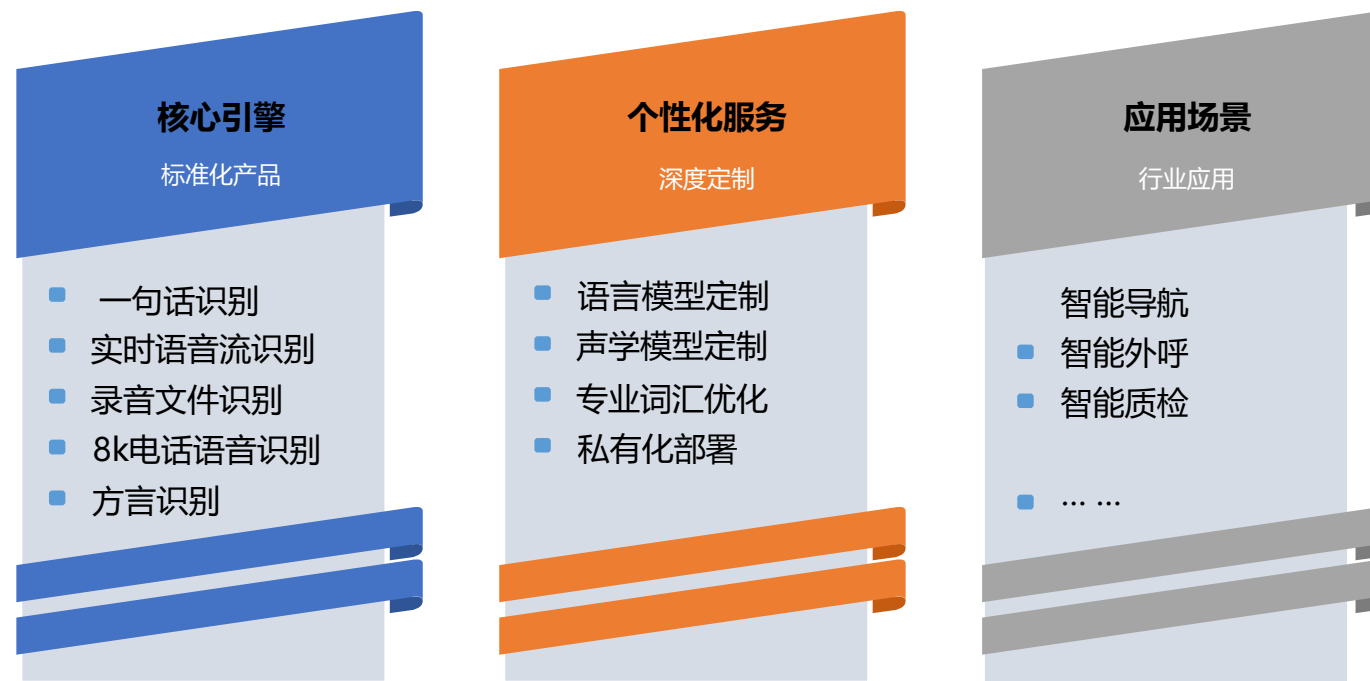 核心引擎
标准化产品
一句话识别
实时语音流识别
录音文件识别
8k电话语音识别
方言识别
个性化服务
深度定制
语言模型定制
声学模型定制
专业词汇优化
私有化部署
应用场景
行业应用
智能导航
智能外呼
智能质检
... ...